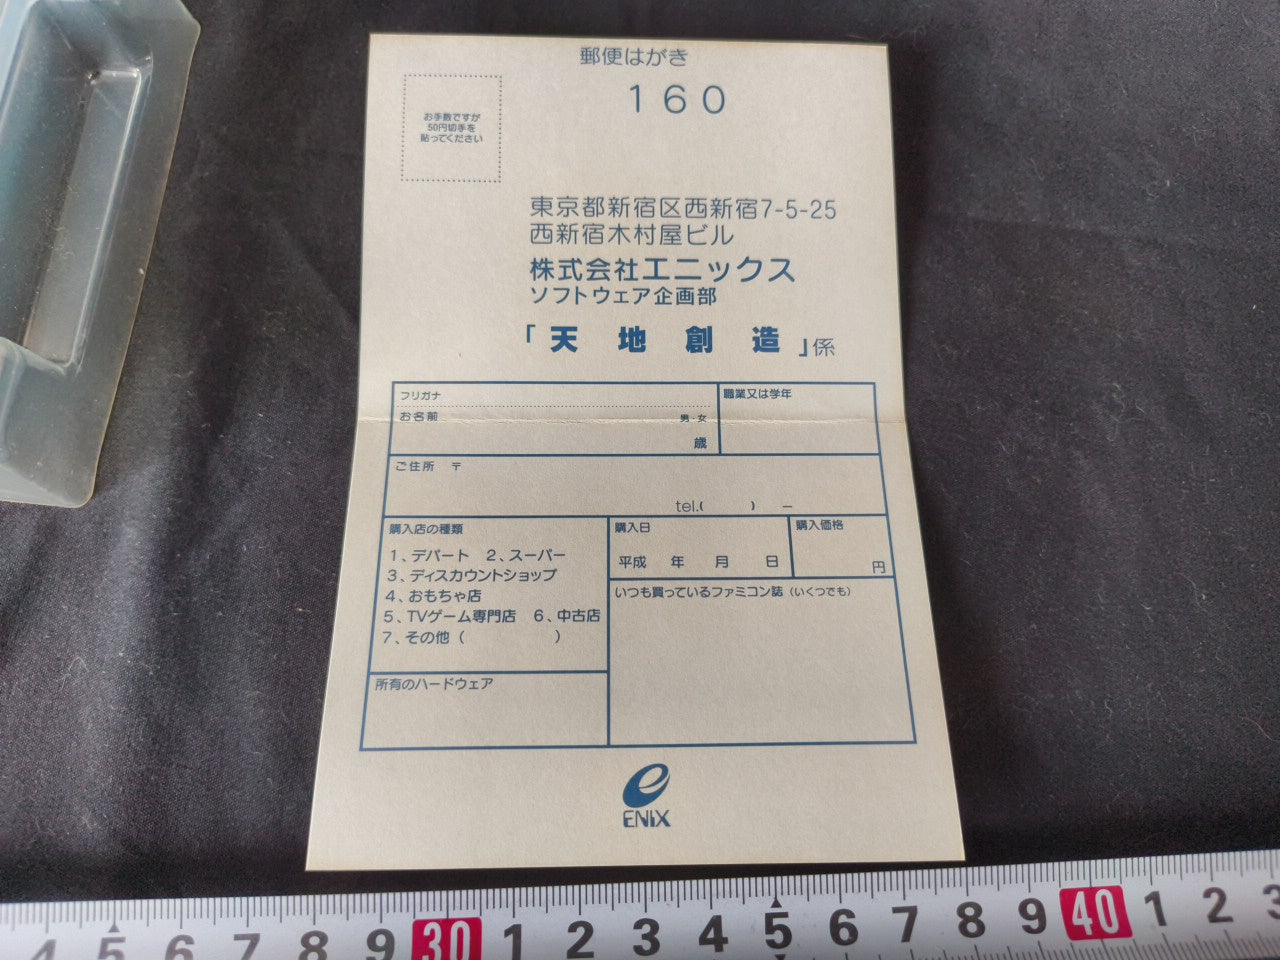 郵便はがき
160
お手数ですが
50円切手を
貼ってください
東京都新宿区西新宿7-5-25
西新宿木村屋ビル
株式会社エニックス
ソフトウェア企画部
「天地創造」係
フリガナ
お名前 男・女
歳
職業又は学年
ご住所 〒
tel.( ) －
購入店の種類
1、デパート 2、スーパー
3、ディスカウントショップ
4、おもちゃ店
5、TVゲーム専門店 6、中古店
7、その他( )
購入日
平成 年 月 日
購入価格
円
いつも買っているファミコン誌(いくつでも)
所有のハードウェア
ENIX
4 5 6 7 8 9 30 1 2 3 4 5 6 7 8 9 40 1 2 3